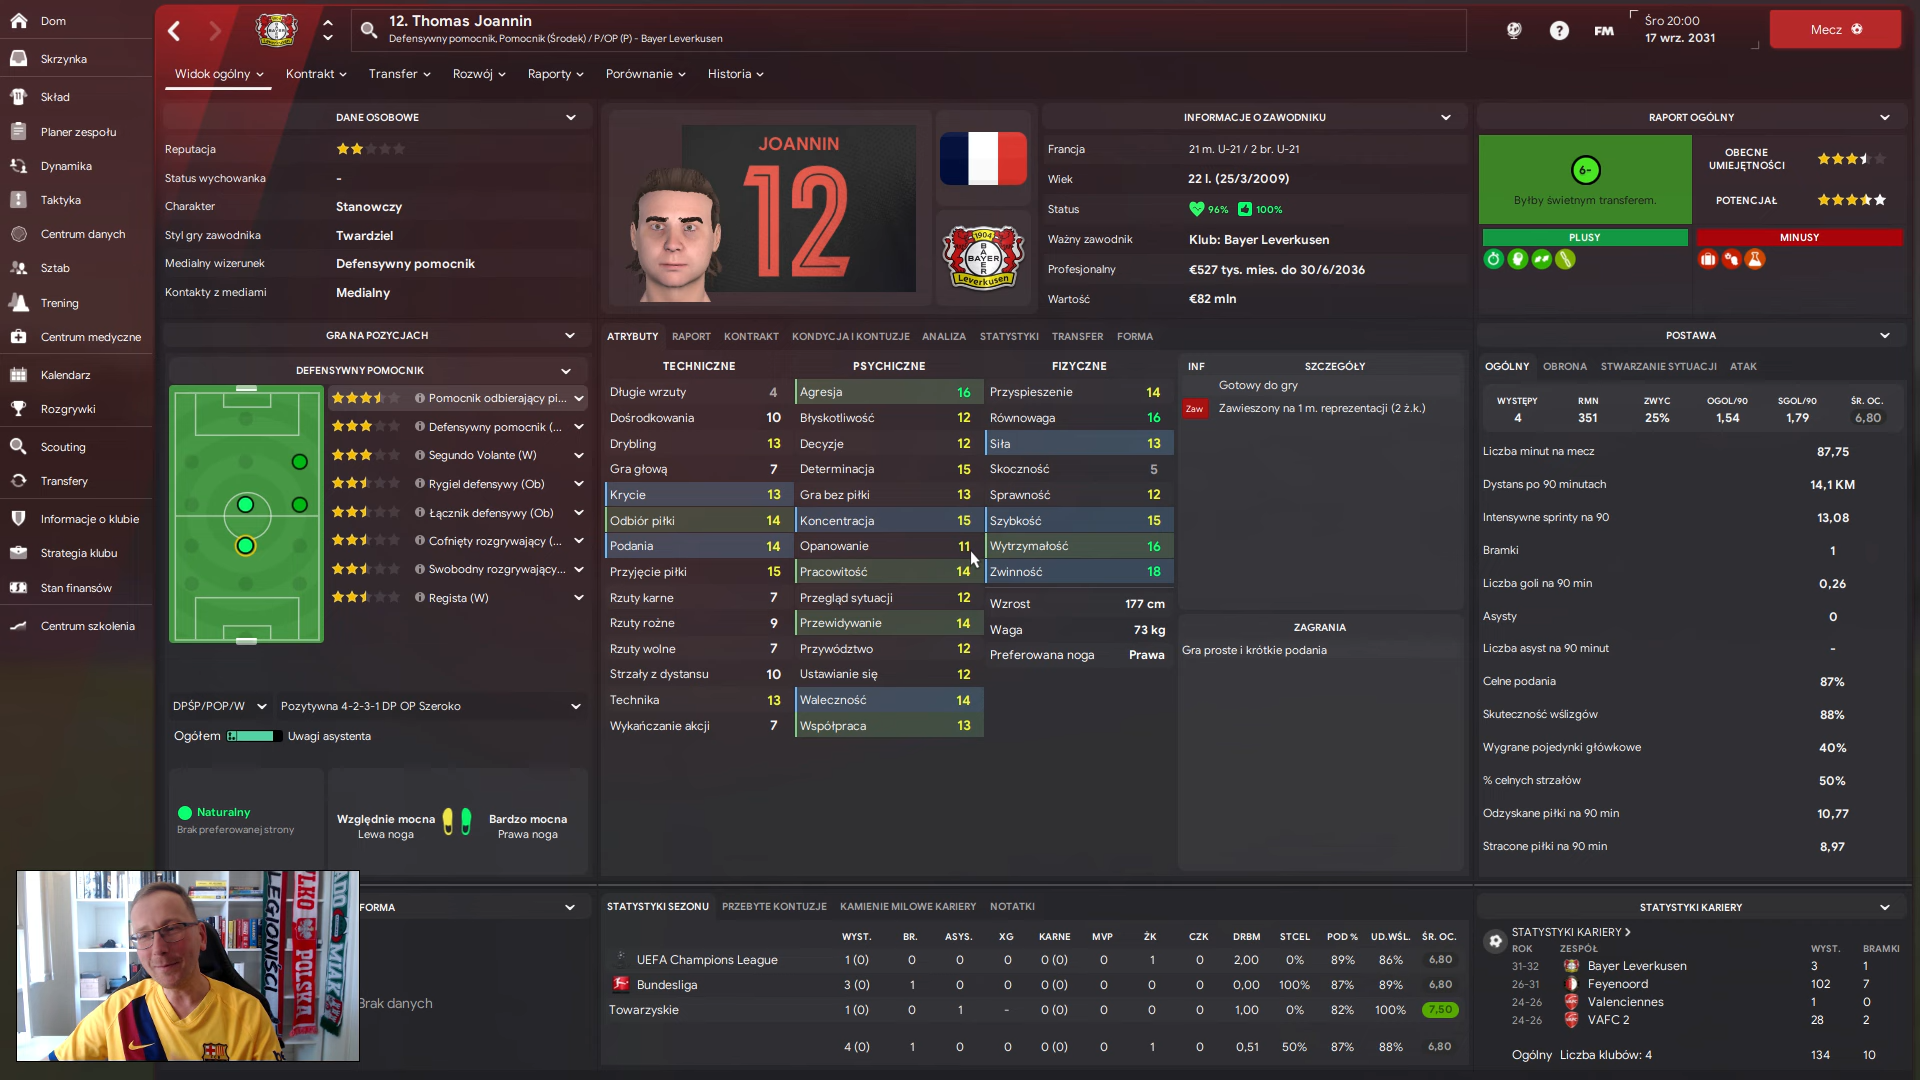 Dom
Skrzynka
Skład
Planer zespołu
Dynamika
Taktyka
Centrum danych
Sztab
Trening
Centrum medyczne
Kalendarz
Rozgrywki
Scouting
Transfery
Informacje o klubie
Strategia klubu
Stan finansów
Centrum szkolenia
12. Thomas Joannin
Defensywny pomocnik, Pomocnik (Środek) / P/OP (P) - Bayer Leverkusen
FM
Śro 20:00
17 wrz. 2031
Mecz
Widok ogólny
Kontrakt
Transfer
Rozwój
Raporty
Porównanie
Historia
DANE OSOBOWE
Reputacja
Status wychowanka -
Charakter Stanowczy
Styl gry zawodnika Twardziel
Medialny wizerunek Defensywny pomocnik
Kontakty z mediami Medialny
JOANNIN
12
1904
BAYER
Leverkusen
INFORMACJE O ZAWODNIKU
Francja 21 m. U-21 / 2 br. U-21
Wiek 22 l. (25/3/2009)
Status 96% 100%
Ważny zawodnik Klub: Bayer Leverkusen
Profesjonalny €527 tys. mies. do 30/6/2036
Wartość €82 mln
RAPORT OGÓLNY
6-
Byłby świetnym transferem.
OBECNE UMIEJĘTNOŚCI
POTENCJAŁ
PLUSY
MINUSY
GRA NA POZYCJACH
DEFENSYWNY POMOCNIK
Pomocnik odbierający pi...
Defensywny pomocnik (...
Segundo Volante (W)
Rygiel defensywy (Ob)
Łącznik defensywy (Ob)
Cofnięty rozgrywający (...
Swobodny rozgrywający...
Regista (W)
DPŚP/POP/W
Pozytywna 4-2-3-1 DP OP Szeroko
Ogółem
Uwagi asystenta
Naturalny
Brak preferowanej strony
Względnie mocna
Lewa noga
Bardzo mocna
Prawa noga
ATRYBUTY RAPORT KONTRAKT KONDYCJA I KONTUZJE ANALIZA STATYSTYKI TRANSFER FORMA
TECHNICZNE
Długie wrzuty 4
Dośrodkowania 10
Drybling 13
Gra głową 7
Krycie 13
Odbiór piłki 14
Podania 14
Przyjęcie piłki 15
Rzuty karne 7
Rzuty rożne 9
Rzuty wolne 7
Strzały z dystansu 10
Technika 13
Wykańczanie akcji 7
PSYCHICZNE
Agresja 16
Błyskotliwość 12
Decyzje 12
Determinacja 15
Gra bez piłki 13
Koncentracja 15
Opanowanie 11
Pracowitość 14
Przegląd sytuacji 12
Przewidywanie 14
Przywództwo 12
Ustawianie się 12
Waleczność 14
Współpraca 13
FIZYCZNE
Przyspieszenie 14
Równowaga 16
Siła 13
Skoczność 5
Sprawność 12
Szybkość 15
Wytrzymałość 16
Zwinność 18
Wzrost 177 cm
Waga 73 kg
Preferowana noga Prawa
INF SZCZEGÓŁY
Gotowy do gry
Zaw Zawieszony na 1 m. reprezentacji (2 ż.k.)
ZAGRANIA
Gra proste i krótkie podania
POSTAWA
OGÓLNY OBRONA STWARZANIE SYTUACJI ATAK
WYSTĘPY RMN ZWYC OGOL/90 SGOL/90 ŚR. OC.
4 351 25% 1,54 1,79 6,80
Liczba minut na mecz 87,75
Dystans po 90 minutach 14,1 KM
Intensywne sprinty na 90 13,08
Bramki 1
Liczba goli na 90 min 0,26
Asysty 0
Liczba asyst na 90 minut -
Celne podania 87%
Skuteczność wślizgów 88%
Wygrane pojedynki główkowe 40%
% celnych strzałów 50%
Odzyskane piłki na 90 min 10,77
Stracone piłki na 90 min 8,97
FORMA
Brak danych
LEGIONIŚCI
POLSKA
STATYSTYKI SEZONU PRZEBYTE KONTUZJE KAMIENIE MILOWE KARIERY NOTATKI
WYST. BR. ASYS. XG KARNE MVP ŻK CZK DRBM STCEL POD % UD.WŚL. ŚR. OC.
UEFA Champions League 1 (0) 0 0 0 0 (0) 0 1 0 2,00 0% 89% 86% 6,80
Bundesliga 3 (0) 1 0 0 0 (0) 0 0 0 0,00 100% 87% 89% 6,80
Towarzyskie 1 (0) 0 1 - 0 (0) 0 0 0 1,00 0% 82% 100% 7,50
4 (0) 1 0 0 0 (0) 0 1 0 0,51 50% 87% 88% 6,80
STATYSTYKI KARIERY
STATYSTYKI KARIERY
ROK ZESPÓŁ WYST. BRAMKI
31-32 Bayer Leverkusen 3 1
26-31 Feyenoord 102 7
24-26 Valenciennes 1 0
24-26 VAFC 2 28 2
Ogólny Liczba klubów: 4 134 10